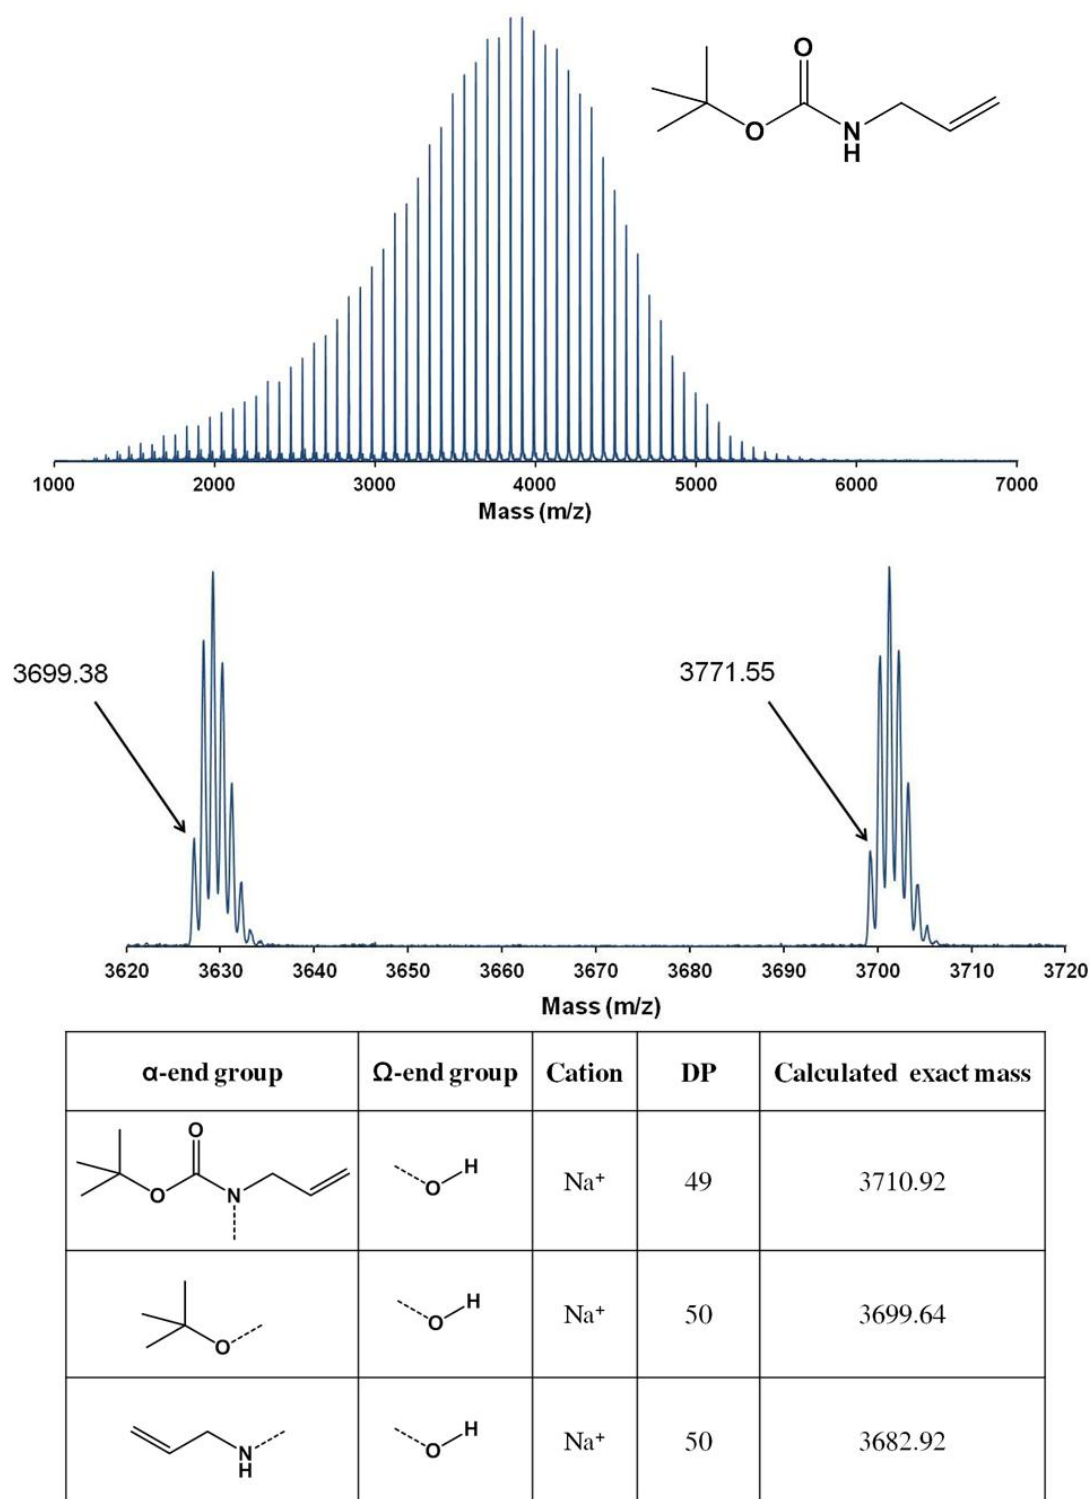 O
O
N
H
1000 2000 3000 4000 5000 6000 7000
Mass (m/z)
3699.38
3771.55
3620 3630 3640 3650 3660 3670 3680 3690 3700 3710 3720
Mass (m/z)
α-end group Ω-end group Cation DP Calculated exact mass
O
O N
O H
Na⁺ 49 3710.92
O
O H
Na⁺ 50 3699.64
N
H
O H
Na⁺ 50 3682.92